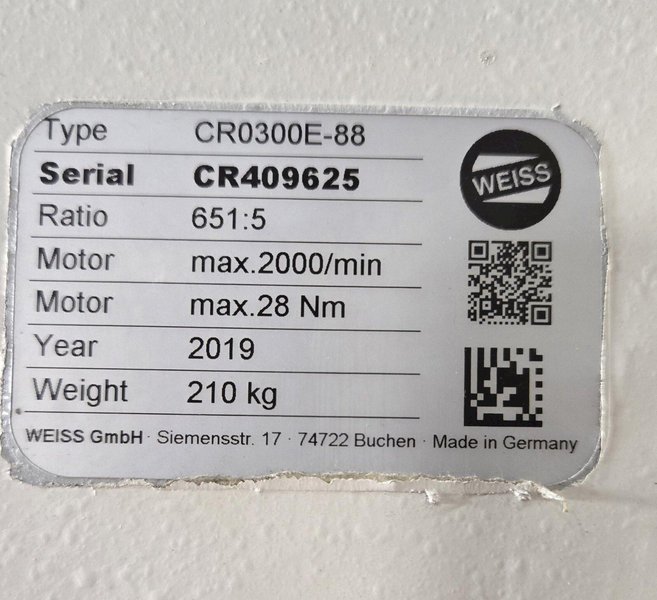 Type CR0300E-88
Serial CR409625
Ratio 651:5
Motor max.2000/min
Motor max.28 Nm
Year 2019
Weight 210 kg
WEISS
WEISS GmbH · Siemensstr. 17 · 74722 Buchen · Made in Germany